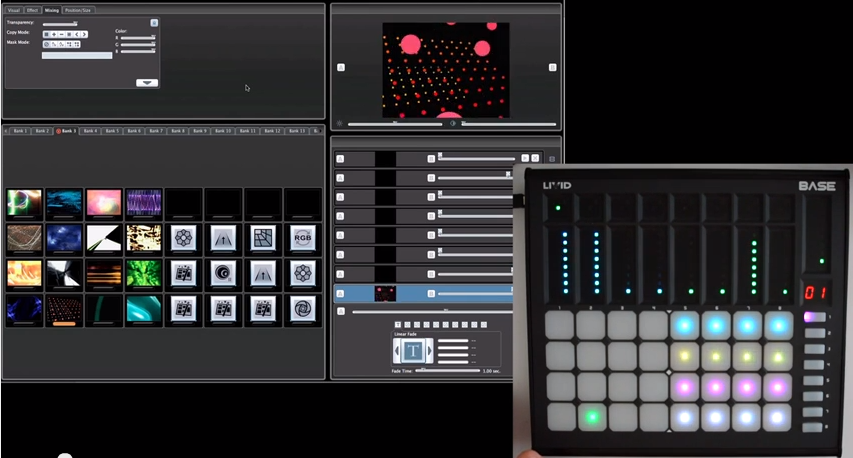 Visual Effect Mixing Position/Size
Transparency:
Copy Mode:
Color:
R
G
B
Mask Mode:
Bank 1 Bank 2 Bank 3 Bank 4 Bank 5 Bank 6 Bank 7 Bank 8 Bank 9 Bank 10 Bank 11 Bank 12 Bank 13
RGB
T
Linear Fade
T
Fade Time:
1.00 sec.
LIVID
BASE
01